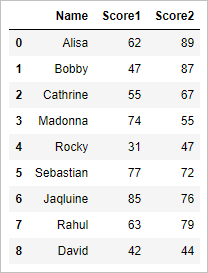 Name Score1 Score2
0 Alisa 62 89
1 Bobby 47 87
2 Cathrine 55 67
3 Madonna 74 55
4 Rocky 31 47
5 Sebastian 77 72
6 Jaqluine 85 76
7 Rahul 63 79
8 David 42 44